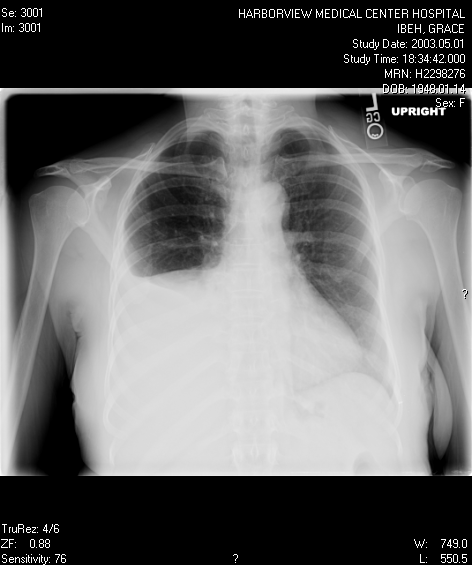 Se: 3001
Im: 3001
HARBORVIEW MEDICAL CENTER HOSPITAL
IBEH, GRACE
Study Date: 2003.05.01
Study Time: 18:34:42.000
MRN: H2298276
DOB: 1949.01.14
Sex: F
L
CG
UPRIGHT
?
TruRez: 4/6
ZF: 0.88
Sensitivity: 76
?
W: 749.0
L: 550.5